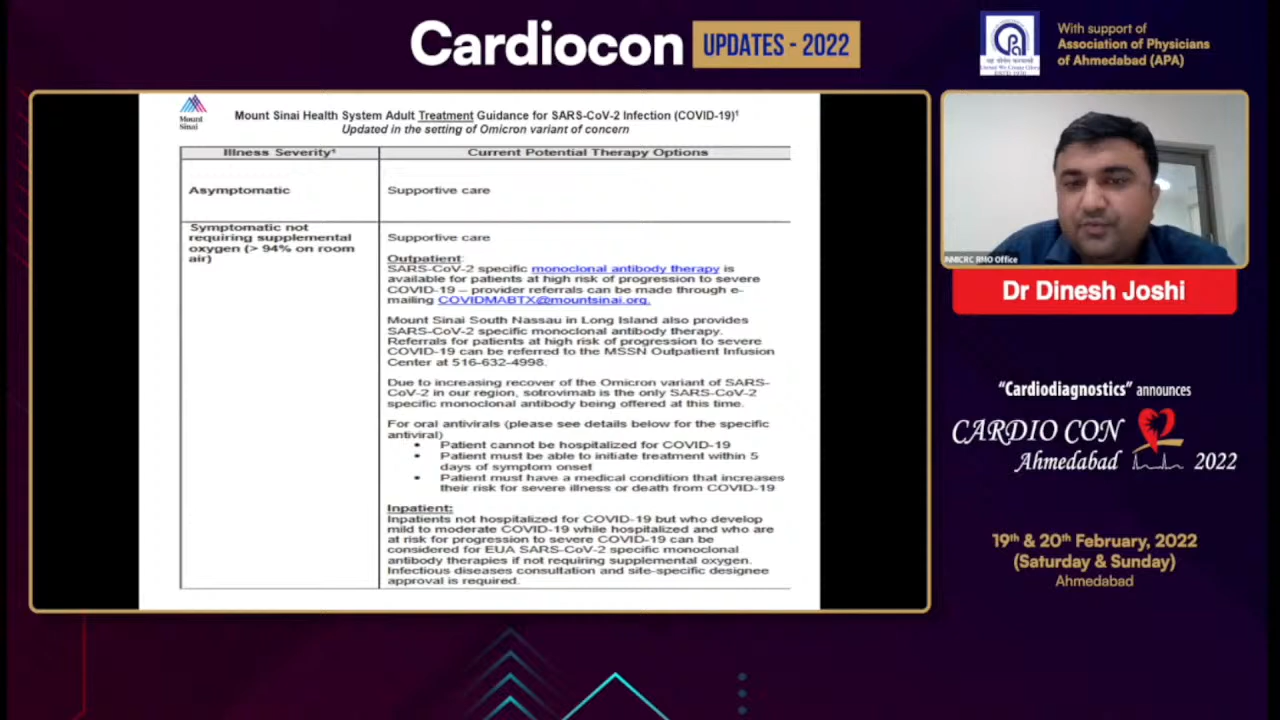 Cardiocon UPDATES - 2022
With support of
Association of Physicians
of Ahmedabad (APA)
Mount
Sinai
Mount Sinai Health System Adult Treatment Guidance for SARS-CoV-2 Infection (COVID-19)¹
Updated in the setting of Omicron variant of concern
Illness Severity¹
Current Potential Therapy Options
Asymptomatic
Supportive care
Symptomatic not
requiring supplemental
oxygen (> 94% on room
air)
Supportive care
Outpatient:
SARS-CoV-2 specific monoclonal antibody therapy is
available for patients at high risk of progression to severe
COVID-19 – provider referrals can be made through e-
mailing COVIDMABTX@mountsinai.org.
Mount Sinai South Nassau in Long Island also provides
SARS-CoV-2 specific monoclonal antibody therapy.
Referrals for patients at high risk of progression to severe
COVID-19 can be referred to the MSSN Outpatient Infusion
Center at 516-632-4998.
Due to increasing recover of the Omicron variant of SARS-
CoV-2 in our region, sotrovimab is the only SARS-CoV-2
specific monoclonal antibody being offered at this time.
For oral antivirals (please see details below for the specific
antiviral)
• Patient cannot be hospitalized for COVID-19
• Patient must be able to initiate treatment within 5
days of symptom onset
• Patient must have a medical condition that increases
their risk for severe illness or death from COVID-19
Inpatient:
Inpatients not hospitalized for COVID-19 but who develop
mild to moderate COVID-19 while hospitalized and who are
at risk for progression to severe COVID-19 can be
considered for EUA SARS-CoV-2 specific monoclonal
antibody therapies if not requiring supplemental oxygen.
Infectious diseases consultation and site-specific designee
approval is required.
RMO Office
Dr Dinesh Joshi
“Cardiodiagnostics” announces
CARDIO CON
Ahmedabad 2022
19th & 20th February, 2022
(Saturday & Sunday)
Ahmedabad